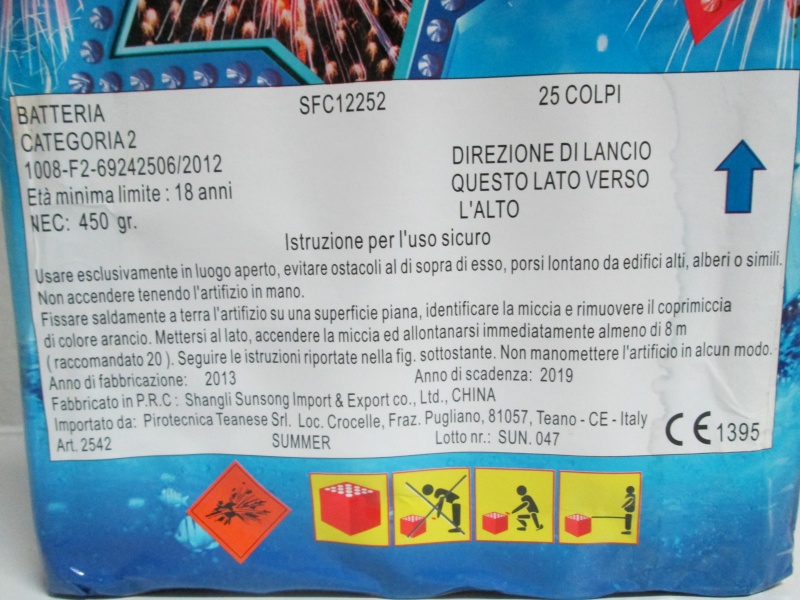 BATTERIA
SFC12252
25 COLPI
CATEGORIA 2
1008-F2-69242506/2012
Età minima limite : 18 anni
NEC: 450 gr.
DIREZIONE DI LANCIO
QUESTO LATO VERSO
L'ALTO
Istruzione per l'uso sicuro
Usare esclusivamente in luogo aperto, evitare ostacoli al di sopra di esso, porsi lontano da edifici alti, alberi o simili.
Non accendere tenendo l'artifizio in mano.
Fissare saldamente a terra l'artifizio su una superficie piana, identificare la miccia e rimuovere il coprimiccia
di colore arancio. Mettersi al lato, accendere la miccia ed allontanarsi immediatamente almeno di 8 m
( raccomandato 20 ). Seguire le istruzioni riportate nella fig. sottostante. Non manomettere l'artificio in alcun modo.
Anno di fabbricazione: 2013 Anno di scadenza: 2019
Fabbricato in P.R.C : Shangli Sunsong Import & Export co., Ltd., CHINA
Importato da: Pirotecnica Teanese Srl. Loc. Crocelle, Fraz. Pugliano, 81057, Teano - CE - Italy
Art. 2542 SUMMER Lotto nr.: SUN. 047
CE 1395